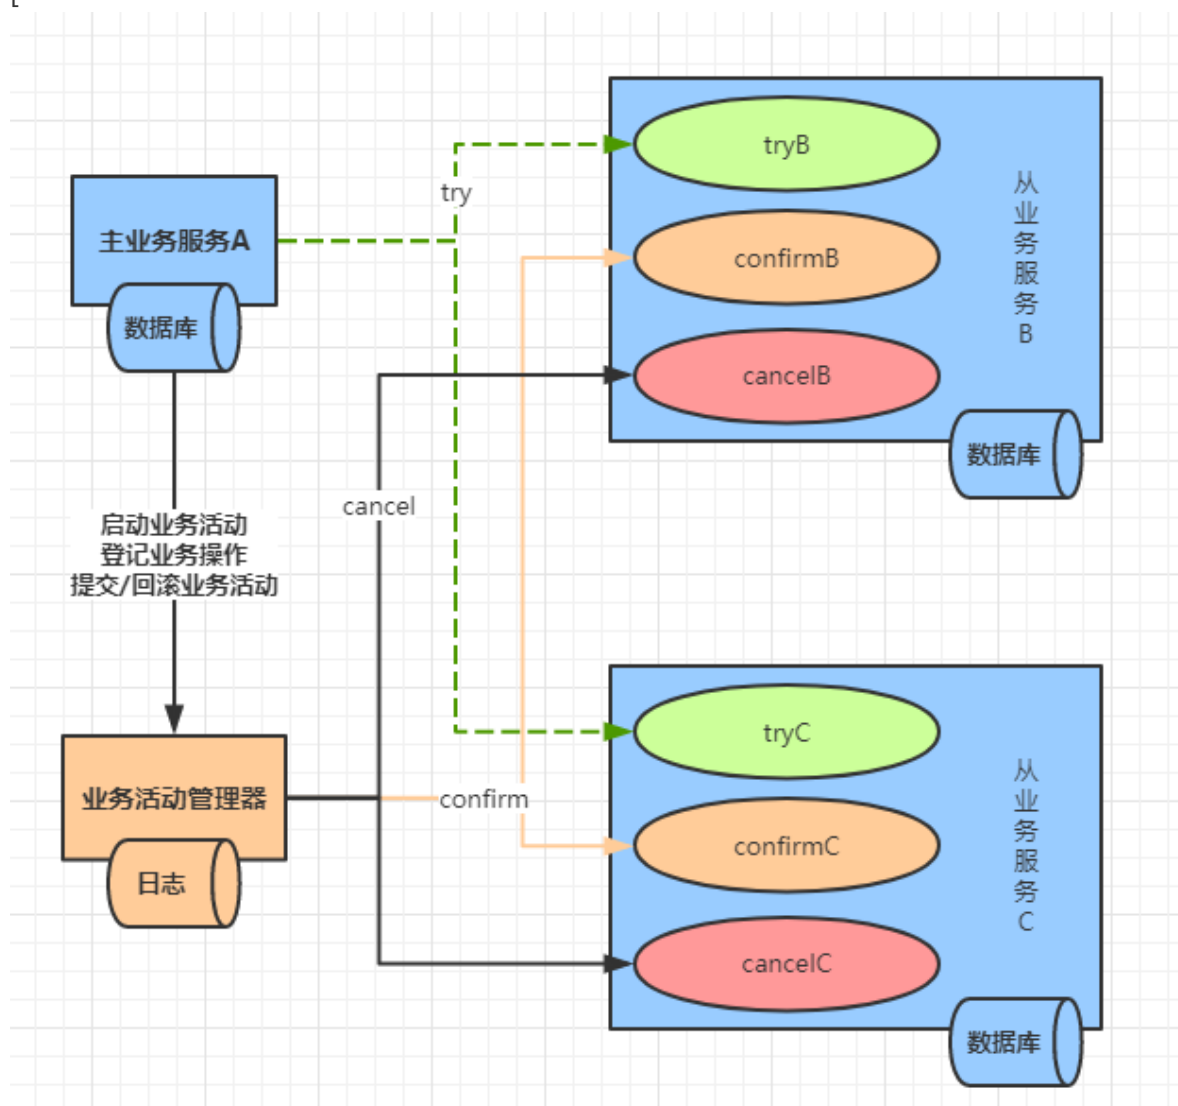 主业务服务A
数据库
启动业务活动
登记业务操作
提交/回滚业务活动
业务活动管理器
日志
try
cancel
confirm
tryB
confirmB
cancelB
从
业
务
服
务
B
数据库
tryC
confirmC
cancelC
从
业
务
服
务
C
数据库